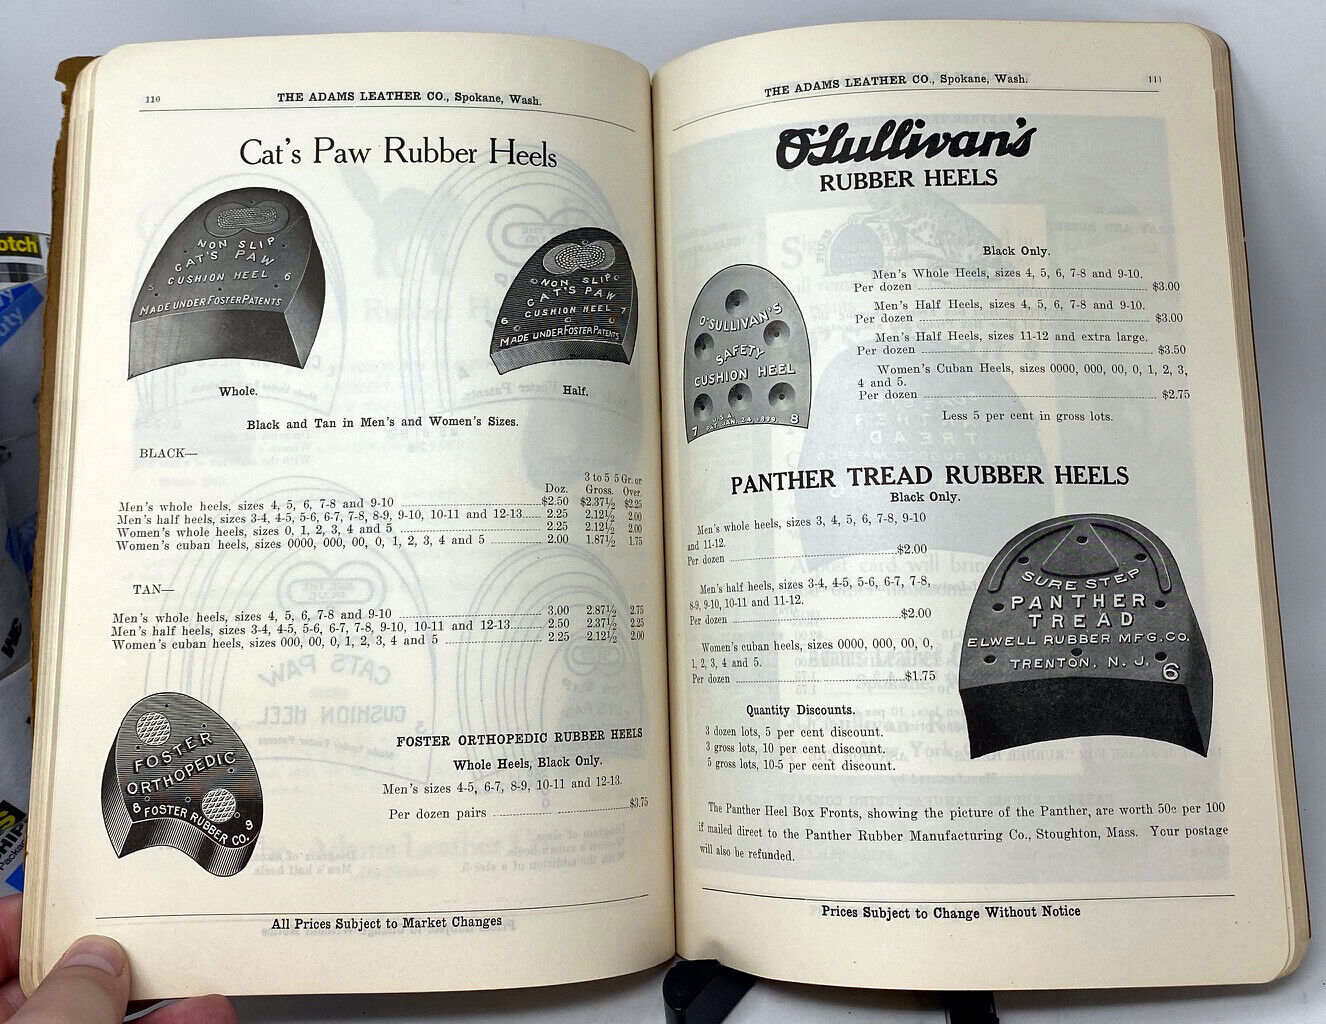 110
THE ADAMS LEATHER CO., Spokane, Wash.
Cat's Paw Rubber Heels
NON SLIP
CAT'S PAW
CUSHION HEEL
5 6
MADE UNDER FOSTER PATENTS
NON SLIP
CAT'S PAW
CUSHION HEEL 7
6
MADE UNDER FOSTER PATENTS
Whole. Half.
Black and Tan in Men's and Women's Sizes.
BLACK—
3 to 5 5 Gr. or
Doz. Gross. Over.
Men's whole heels, sizes 4, 5, 6, 7-8 and 9-10 $2.50 $2.37½ $2.25
Men's half heels, sizes 3-4, 4-5, 5-6, 6-7, 7-8, 8-9, 9-10, 10-11 and 12-13 2.25 2.12½ 2.00
Women's whole heels, sizes 0, 1, 2, 3, 4 and 5 2.25 2.12½ 2.00
Women's cuban heels, sizes 0000, 000, 00, 0, 1, 2, 3, 4 and 5 2.00 1.87½ 1.75
TAN—
Men's whole heels, sizes 4, 5, 6, 7-8 and 9-10 3.00 2.87½ 2.75
Men's half heels, sizes 3-4, 4-5, 5-6, 6-7, 7-8, 9-10, 10-11 and 12-13 2.50 2.37½ 2.25
Women's cuban heels, sizes 000, 00, 0, 1, 2, 3, 4 and 5 2.25 2.12½ 2.00
FOSTER
ORTHOPEDIC
8 9
FOSTER RUBBER CO.
FOSTER ORTHOPEDIC RUBBER HEELS
Whole Heels, Black Only.
Men's sizes 4-5, 6-7, 8-9, 10-11 and 12-13.
Per dozen pairs $3.75
All Prices Subject to Market Changes
THE ADAMS LEATHER CO., Spokane, Wash.
111
O'Sullivan's
RUBBER HEELS
O'SULLIVAN'S
SAFETY
CUSHION HEEL
U.S.A.
7 PAT. JAN. 24, 1899. 8
Black Only.
Men's Whole Heels, sizes 4, 5, 6, 7-8 and 9-10.
Per dozen $3.00
Men's Half Heels, sizes 4, 5, 6, 7-8 and 9-10.
Per dozen $3.00
Men's Half Heels, sizes 11-12 and extra large.
Per dozen $3.50
Women's Cuban Heels, sizes 0000, 000, 00, 0, 1, 2, 3,
4 and 5.
Per dozen $2.75
Less 5 per cent in gross lots.
PANTHER TREAD RUBBER HEELS
Black Only.
Men's whole heels, sizes 3, 4, 5, 6, 7-8, 9-10
and 11-12.
Per dozen $2.00
Men's half heels, sizes 3-4, 4-5, 5-6, 6-7, 7-8,
8-9, 9-10, 10-11 and 11-12.
Per dozen $2.00
Women's cuban heels, sizes 0000, 000, 00, 0,
1, 2, 3, 4 and 5.
Per dozen $1.75
Quantity Discounts.
3 dozen lots, 5 per cent discount.
3 gross lots, 10 per cent discount.
5 gross lots, 10-5 per cent discount.
SURE STEP
PANTHER
TREAD
ELWELL RUBBER MFG. CO.
TRENTON, N. J.
6
The Panther Heel Box Fronts, showing the picture of the Panther, are worth 50c per 100
if mailed direct to the Panther Rubber Manufacturing Co., Stoughton, Mass. Your postage
will also be refunded.
Prices Subject to Change Without Notice